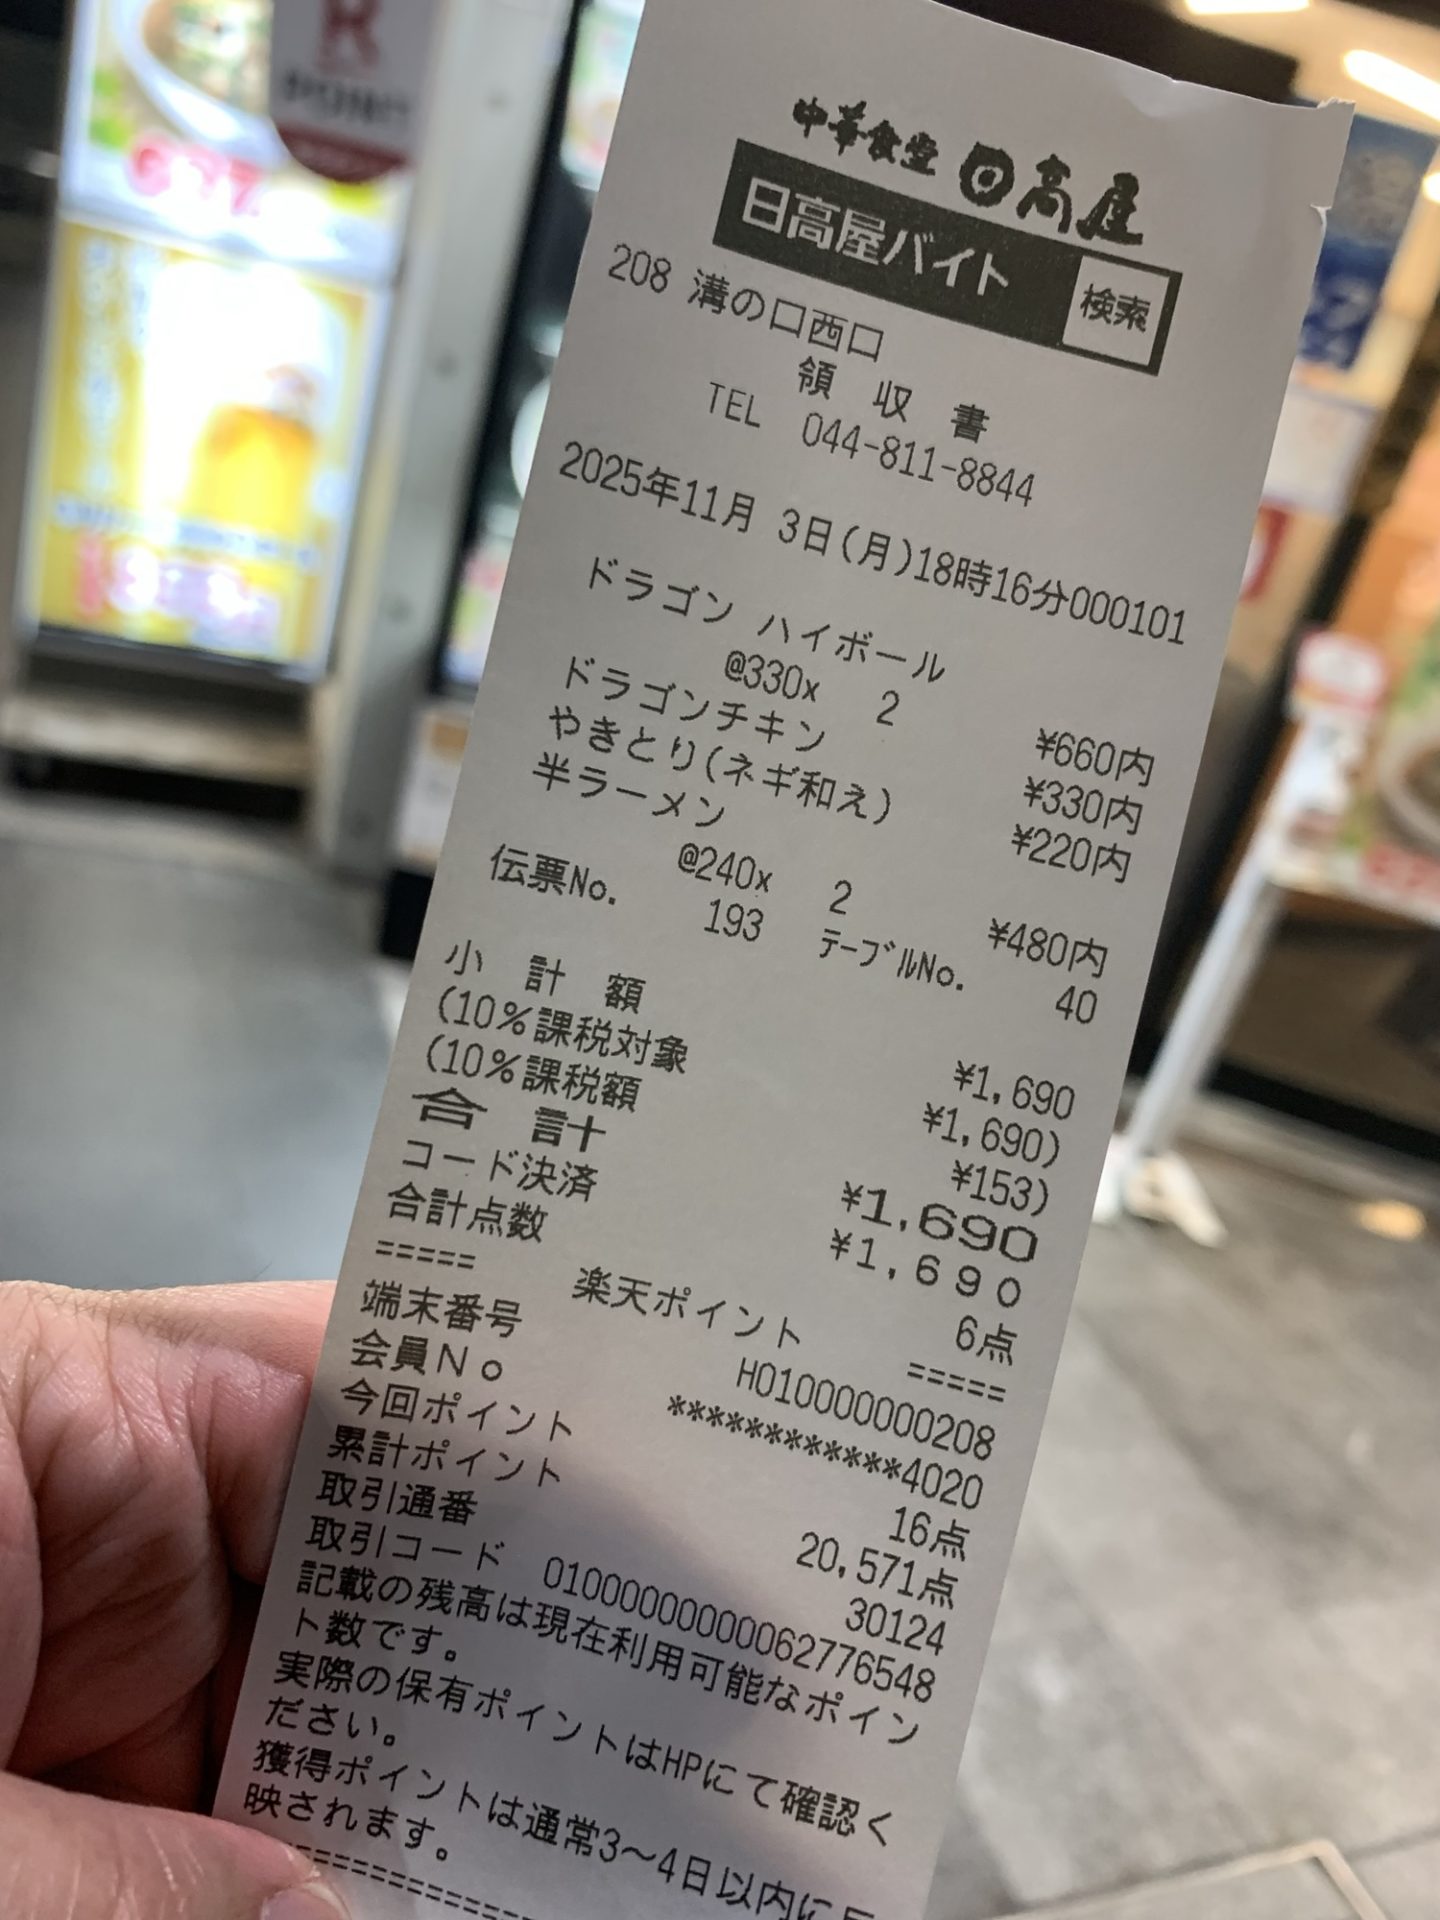 R
POINT
中華食堂 日高屋
日高屋バイト 検索
208 溝の口西口
領 収 書
TEL 044-811-8844
2025年11月 3日(月)18時16分000101
ドラゴン ハイボール
@330x 2 ¥660内
ドラゴンチキン ¥330内
やきとり(ネギ和え) ¥220内
半ラーメン
@240x 2 ¥480内
伝票No. 193 テーブルNo. 40
小 計 額 ¥1,690
(10%課税対象 ¥1,690)
(10%課税額 ¥153)
合 計 ¥1,690
コード決済 ¥1,690
合計点数 6点
===== 楽天ポイント =====
端末番号 H0100000000208
会員No ************4020
今回ポイント 16点
累計ポイント 20,571点
取引通番 30124
取引コード 01000000000062776548
記載の残高は現在利用可能なポイン
ト数です。
実際の保有ポイントはHPにて確認く
ださい。
獲得ポイントは通常3〜4日以内に反
映されます。